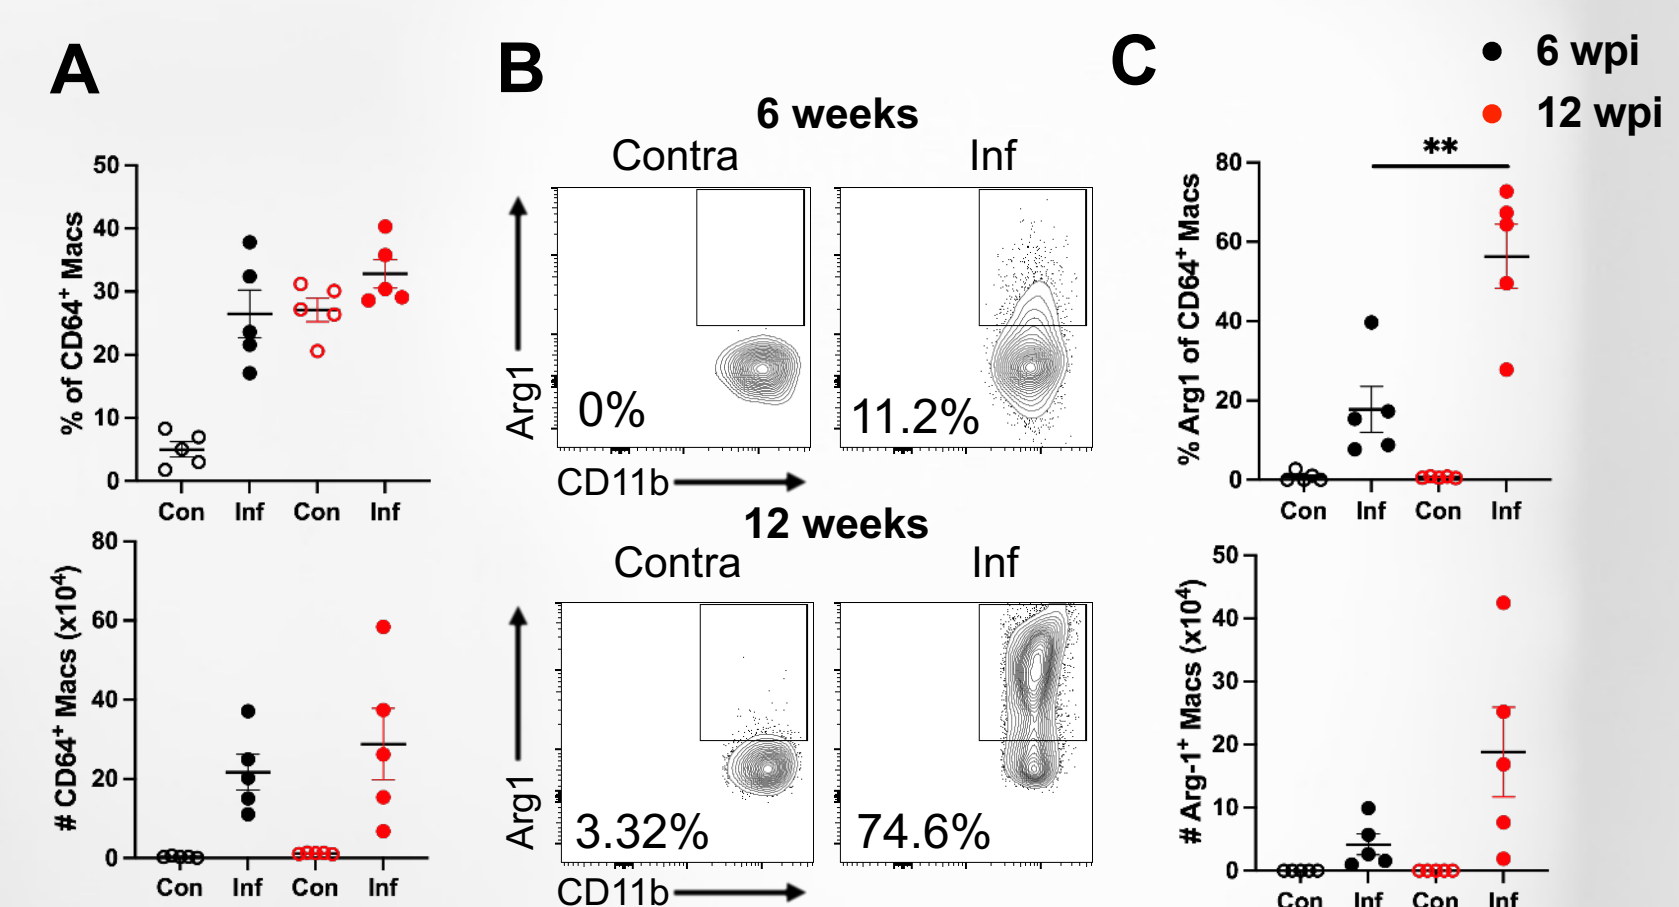 A
B
C
6 wpi
12 wpi
% of CD64⁺ Macs
50
40
30
20
10
0
Con Inf Con Inf
# CD64⁺ Macs (x10⁴)
80
60
40
20
0
Con Inf Con Inf
6 weeks
Contra Inf
Arg1
0%
11.2%
CD11b
12 weeks
Contra Inf
Arg1
3.32%
74.6%
CD11b
**
% Arg1 of CD64⁺ Macs
80
60
40
20
0
Con Inf Con Inf
# Arg-1⁺ Macs (x10⁴)
50
40
30
20
10
0
Con Inf Con Inf